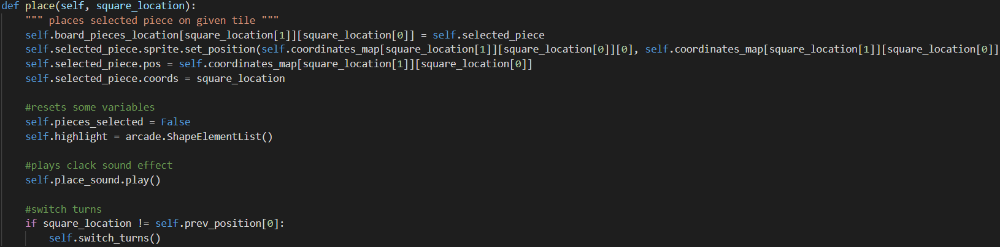 def place(self, square_location):
    """ places selected piece on given tile """
    self.board_pieces_location[square_location[1]][square_location[0]] = self.selected_piece
    self.selected_piece.sprite.set_position(self.coordinates_map[square_location[1]][square_location[0]][0], self.coordinates_map[square_location[1]][square_location[0]]
    self.selected_piece.pos = self.coordinates_map[square_location[1]][square_location[0]]
    self.selected_piece.coords = square_location
    #resets some variables
    self.pieces_selected = False
    self.highlight = arcade.ShapeElementList()
    #plays clack sound effect
    self.place_sound.play()
    #switch turns
    if square_location != self.prev_position[0]:
        self.switch_turns()